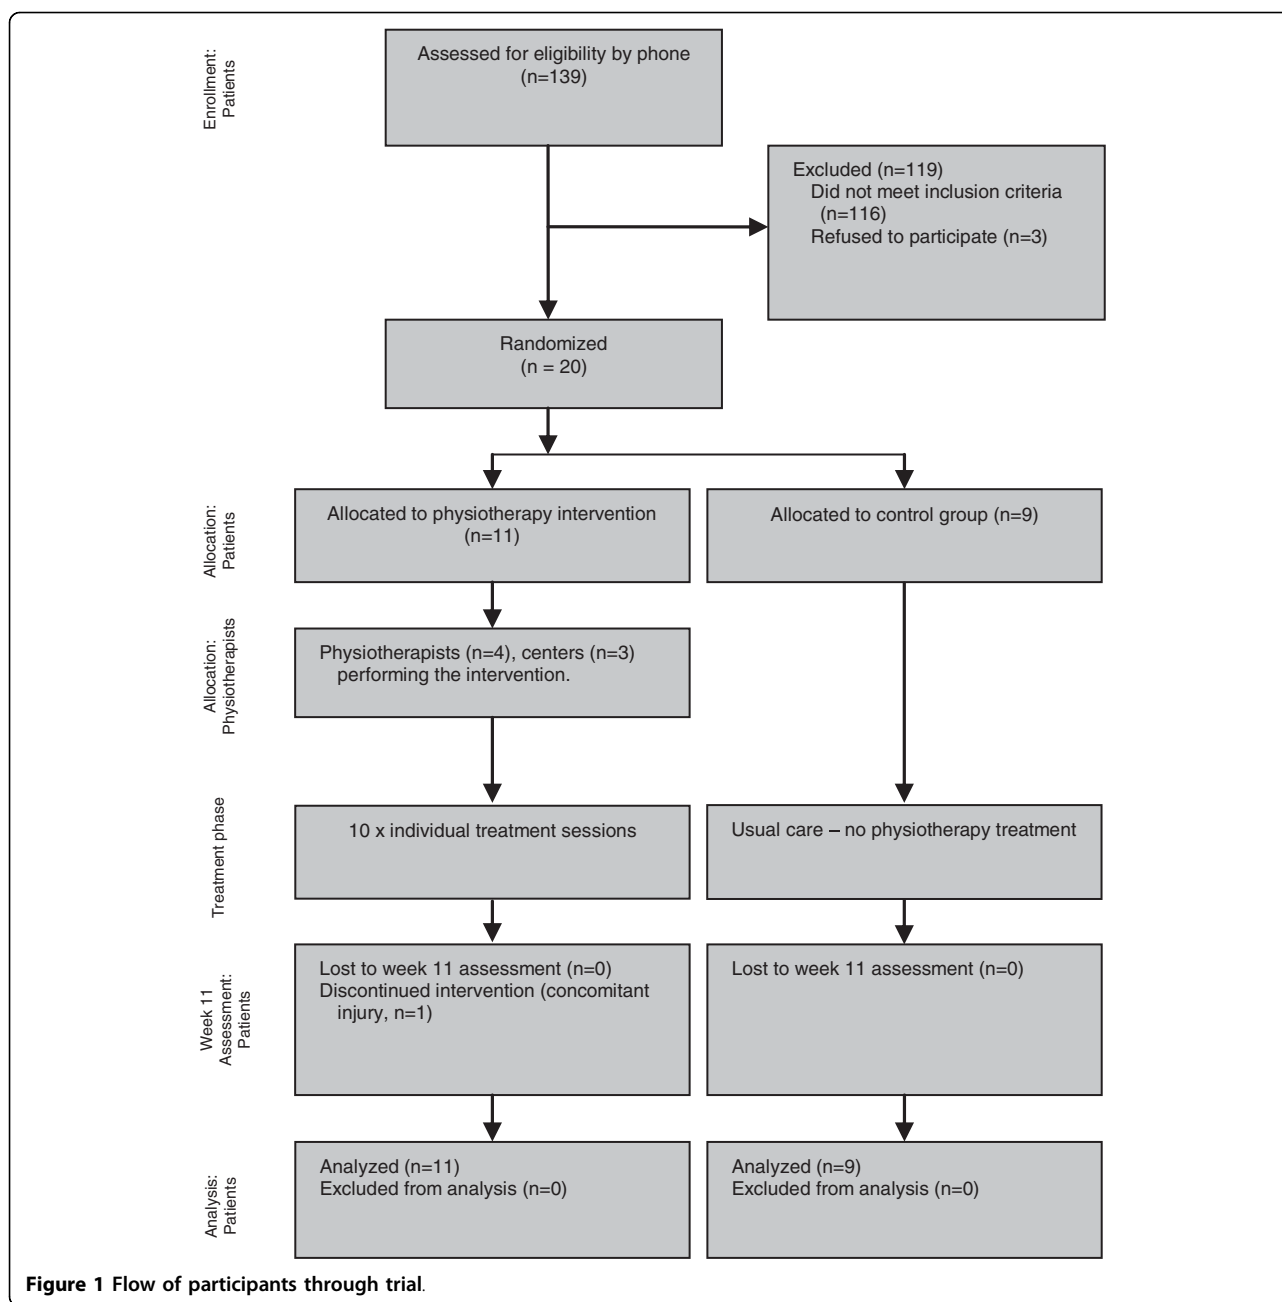 Enrollment:
Patients
Assessed for eligibility by phone
(n=139)
Excluded (n=119)
Did not meet inclusion criteria
(n=116)
Refused to participate (n=3)
Randomized
(n = 20)
Allocation:
Patients
Allocated to physiotherapy intervention
(n=11)
Allocated to control group (n=9)
Allocation:
Physiotherapists
Physiotherapists (n=4), centers (n=3)
performing the intervention.
Treatment phase
10 x individual treatment sessions
Usual care – no physiotherapy treatment
Week 11
Assessment:
Patients
Lost to week 11 assessment (n=0)
Discontinued intervention (concomitant
injury, n=1)
Lost to week 11 assessment (n=0)
Analysis:
Patients
Analyzed (n=11)
Excluded from analysis (n=0)
Analyzed (n=9)
Excluded from analysis (n=0)
Figure 1 Flow of participants through trial.